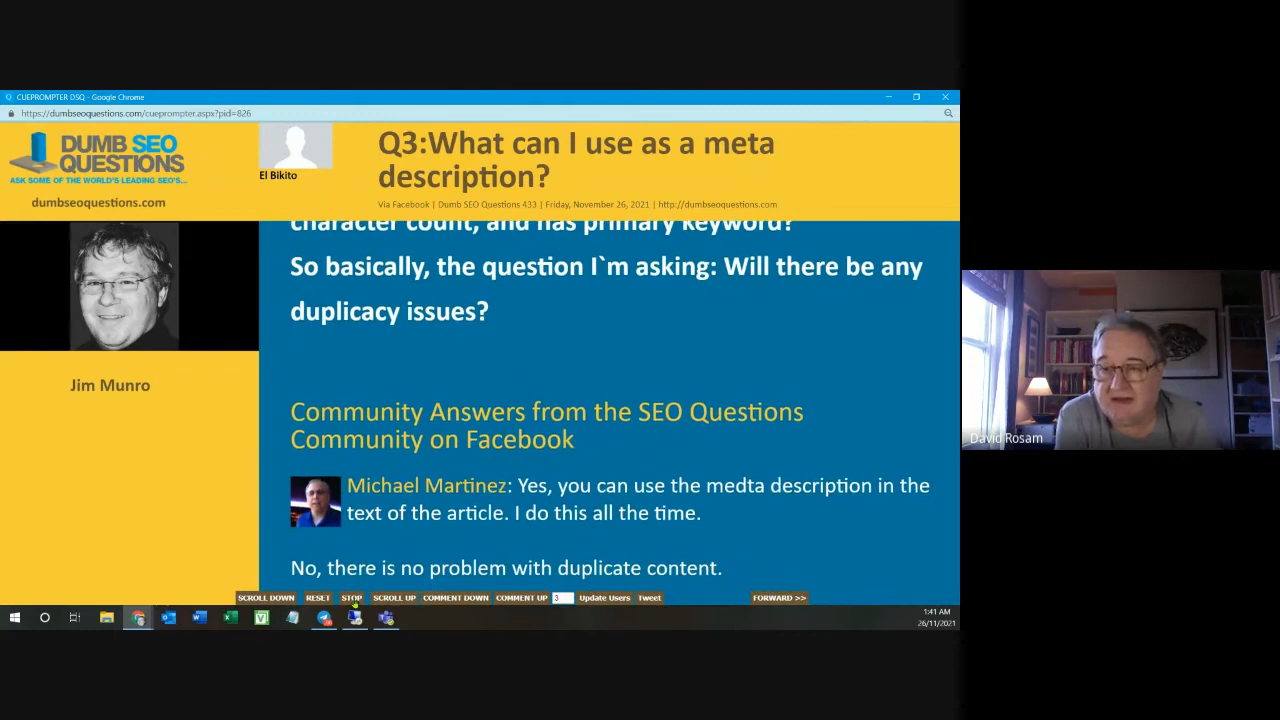 CUEPROMPTER DSQ - Google Chrome
https://dumbseoquestions.com/cueprompter.aspx?pid=826
DUMB SEO
QUESTIONS
ASK SOME OF THE WORLD'S LEADING SEO'S...
dumbseoquestions.com
El Bikito
Q3:What can I use as a meta
description?
Via Facebook | Dumb SEO Questions 433 | Friday, November 26, 2021 | http://dumbseoquestions.com
Jim Munro
character count, and has primary keyword?
So basically, the question I`m asking: Will there be any
duplicacy issues?
Community Answers from the SEO Questions
Community on Facebook
Michael Martinez: Yes, you can use the medta description in the
text of the article. I do this all the time.
No, there is no problem with duplicate content.
SCROLL DOWN RESET STOP SCROLL UP COMMENT DOWN COMMENT UP 3 Update Users Tweet FORWARD >>
1:41 AM
26/11/2021
David Rosam